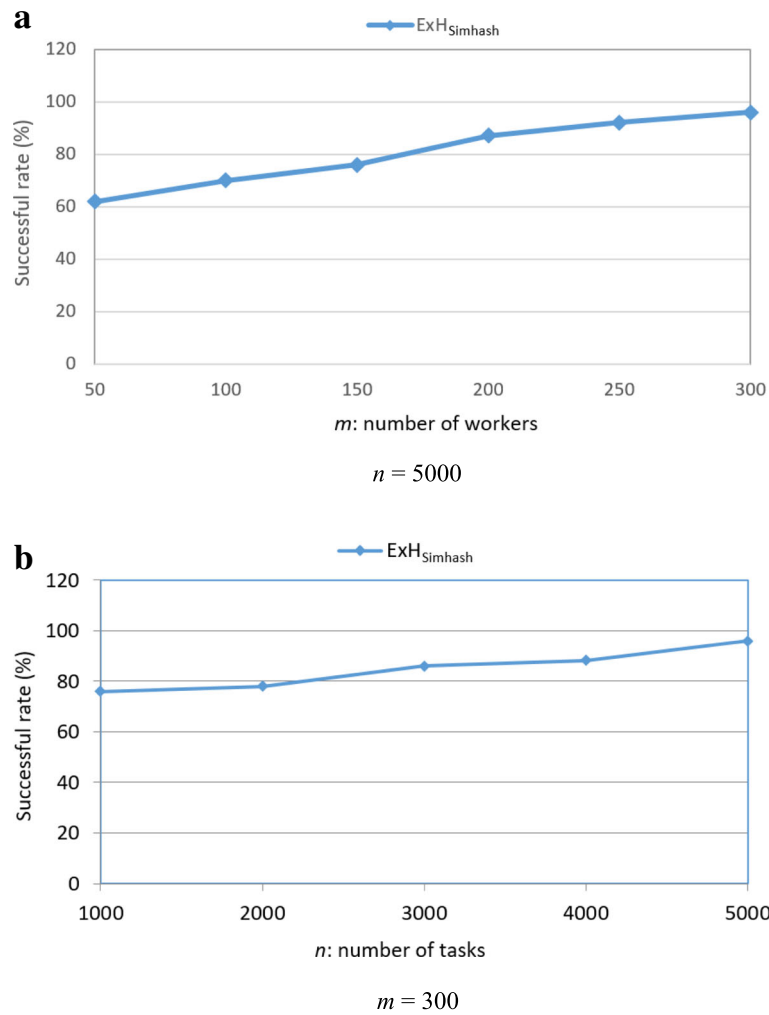 a
ExHSimhash
Successful rate (%)
120
100
80
60
40
20
0
50 100 150 200 250 300
m: number of workers
n = 5000
b
ExHSimhash
Successful rate (%)
120
100
80
60
40
20
0
1000 2000 3000 4000 5000
n: number of tasks
m = 300